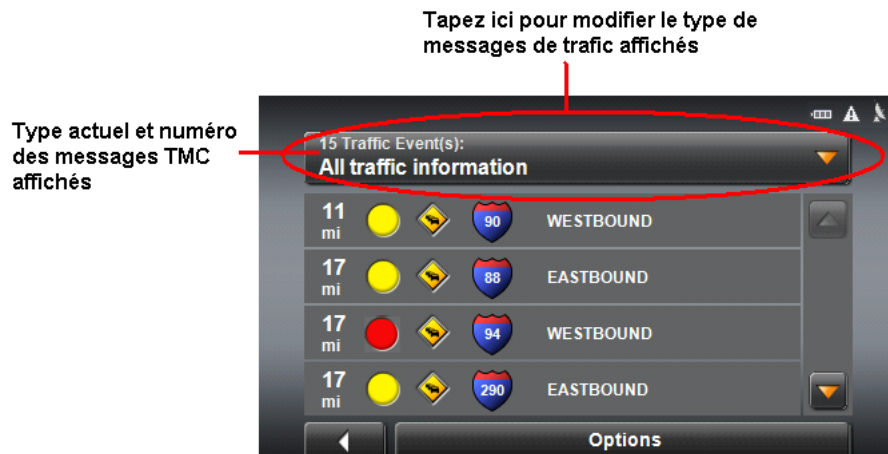 Tapez ici pour modifier le type de
messages de trafic affichés
Type actuel et numéro
des messages TMC
affichés
15 Traffic Event(s):
All traffic information
11
mi
90
WESTBOUND
17
mi
88
EASTBOUND
17
mi
94
WESTBOUND
17
mi
290
EASTBOUND
Options